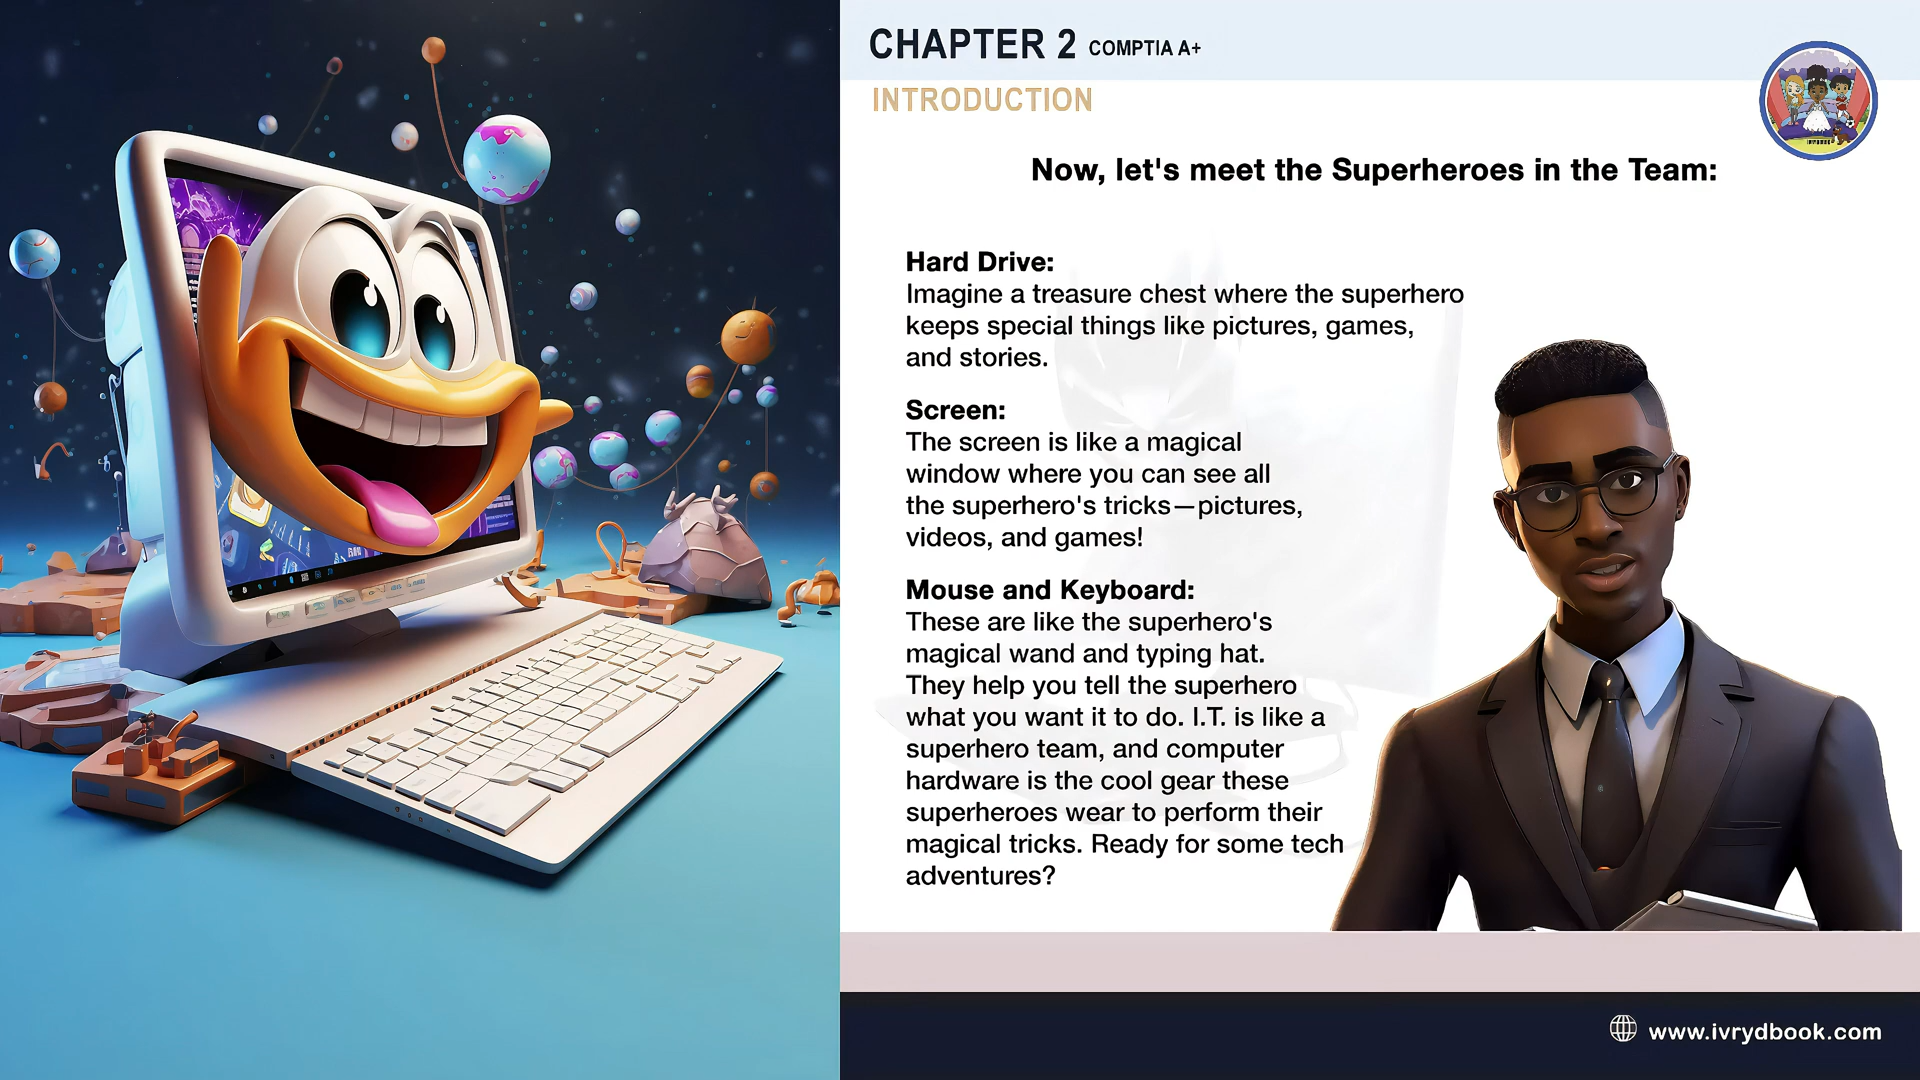 CHAPTER 2 COMPTIA A+
INTRODUCTION
Now, let's meet the Superheroes in the Team:
Hard Drive:
Imagine a treasure chest where the superhero
keeps special things like pictures, games,
and stories.
Screen:
The screen is like a magical
window where you can see all
the superhero's tricks—pictures,
videos, and games!
Mouse and Keyboard:
These are like the superhero's
magical wand and typing hat.
They help you tell the superhero
what you want it to do. I.T. is like a
superhero team, and computer
hardware is the cool gear these
superheroes wear to perform their
magical tricks. Ready for some tech
adventures?
www.ivrydbook.com